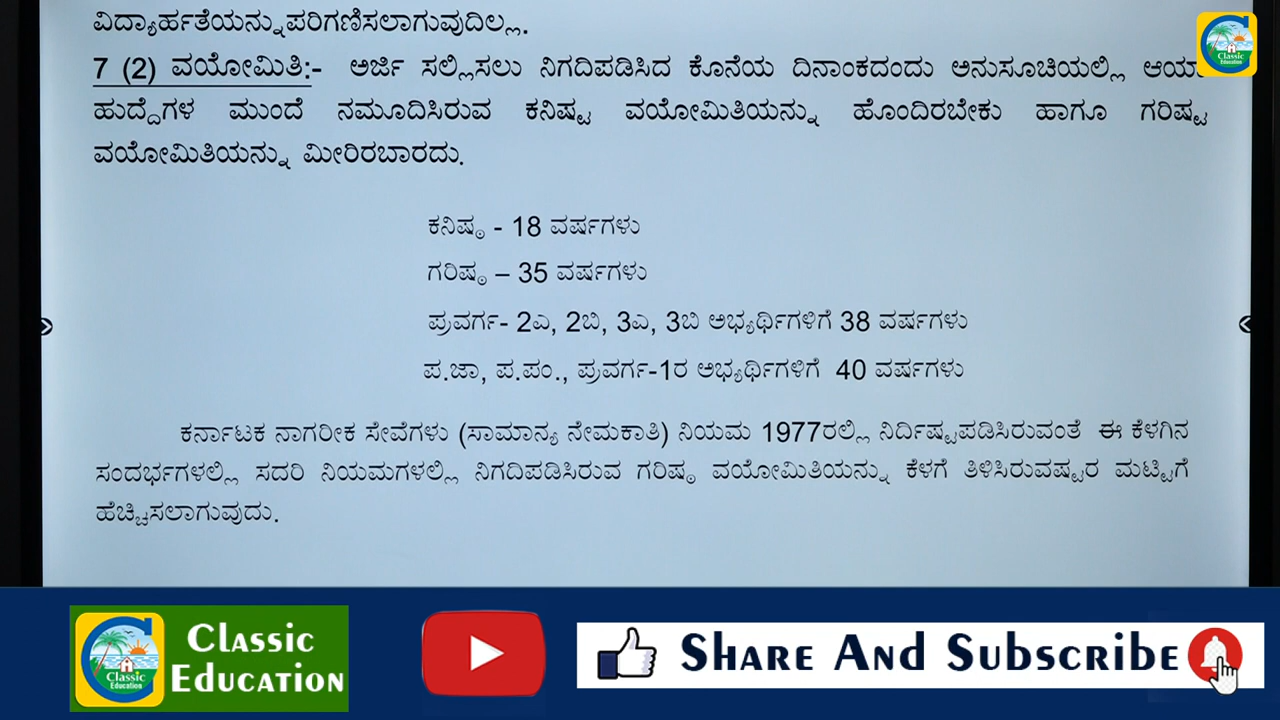 ವಿದ್ಯಾರ್ಹತೆಯನ್ನುಪರಿಗಣಿಸಲಾಗುವುದಿಲ್ಲ.
7 (2) ವಯೋಮಿತಿ:- ಅರ್ಜಿ ಸಲ್ಲಿಸಲು ನಿಗದಿಪಡಿಸಿದ ಕೊನೆಯ ದಿನಾಂಕದಂದು ಅನುಸೂಚಿಯಲ್ಲಿ
ಹುದ್ದೆಗಳ ಮುಂದೆ ನಮೂದಿಸಿರುವ ಕನಿಷ್ಟ ವಯೋಮಿತಿಯನ್ನು ಹೊಂದಿರಬೇಕು ಹಾಗೂ ಗರಿಷ್ಟ
ವಯೋಮಿತಿಯನ್ನು ಮೀರಿರಬಾರದು.
ಕನಿಷ್ಠ - 18 ವರ್ಷಗಳು
ಗರಿಷ್ಠ – 35 ವರ್ಷಗಳು
ಪ್ರವರ್ಗ- 2ಎ, 2ಬಿ, 3ಎ, 3ಬಿ ಅಭ್ಯರ್ಥಿಗಳಿಗೆ 38 ವರ್ಷಗಳು
ಪ.ಜಾ, ಪ.ಪಂ., ಪ್ರವರ್ಗ-1ರ ಅಭ್ಯರ್ಥಿಗಳಿಗೆ 40 ವರ್ಷಗಳು
ಕರ್ನಾಟಕ ನಾಗರೀಕ ಸೇವೆಗಳು (ಸಾಮಾನ್ಯ ನೇಮಕಾತಿ) ನಿಯಮ 1977ರಲ್ಲಿ ನಿರ್ದಿಷ್ಟಪಡಿಸಿರುವಂತೆ ಈ ಕೆಳಗಿನ
ಸಂದರ್ಭಗಳಲ್ಲಿ ಸದರಿ ನಿಯಮಗಳಲ್ಲಿ ನಿಗದಿಪಡಿಸಿರುವ ಗರಿಷ್ಠ ವಯೋಮಿತಿಯನ್ನು ಕೆಳಗೆ ತಿಳಿಸಿರುವಷ್ಟರ ಮಟ್ಟಿಗೆ
ಹೆಚ್ಚಿಸಲಾಗುವುದು.
Classic
Education
Classic
Education
Classic
Education
Share And Subscribe